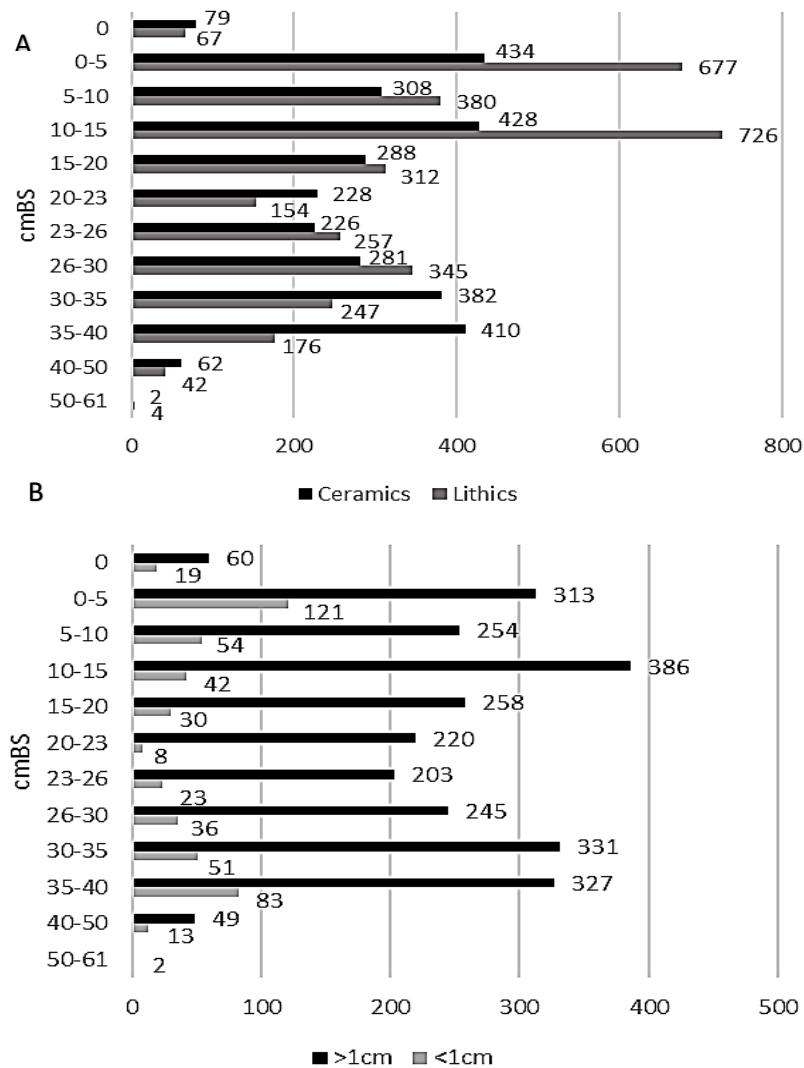 A
cmBS
0 79 67
0-5 434 677
5-10 308 380
10-15 428 726
15-20 288 312
20-23 228 154
23-26 226 257
26-30 281 345
30-35 382 247
35-40 410 176
40-50 62 42
50-61 2 4
0 200 400 600 800
Ceramics Lithics
B
cmBS
0 60 19
0-5 313 121
5-10 254 54
10-15 386 42
15-20 258 30
20-23 220 8
23-26 203 23
26-30 245 36
30-35 331 51
35-40 327 83
40-50 49 13
50-61 2
0 100 200 300 400 500
>1cm <1cm